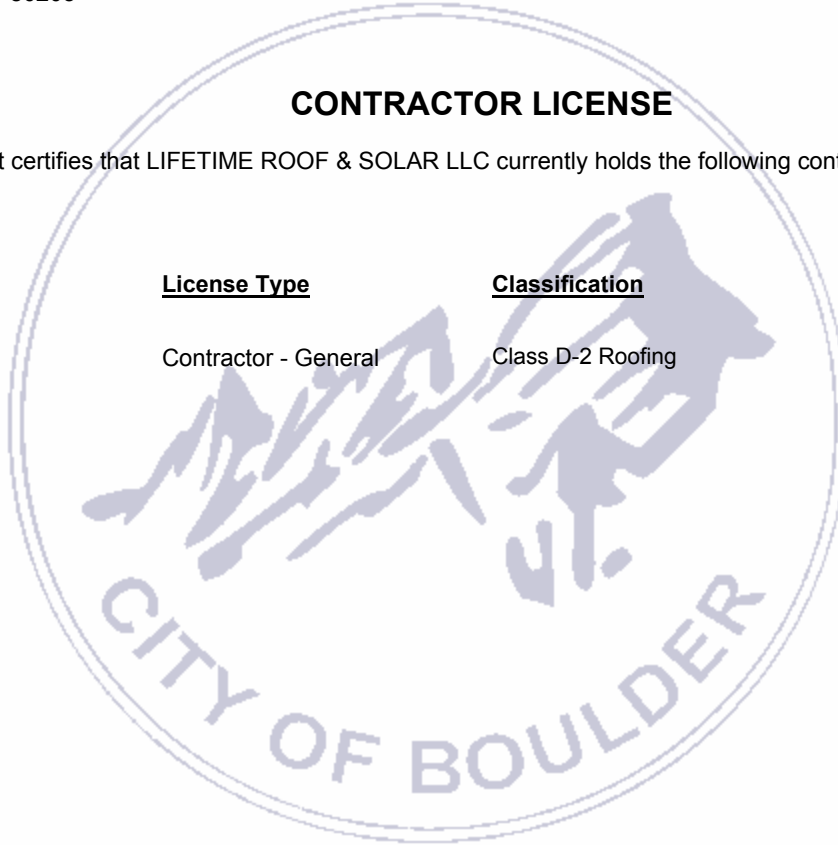 CONTRACTOR LICENSE
t certifies that LIFETIME ROOF & SOLAR LLC currently holds the following cont
License Type Classification
Contractor - General Class D-2 Roofing
CITY OF BOULDER